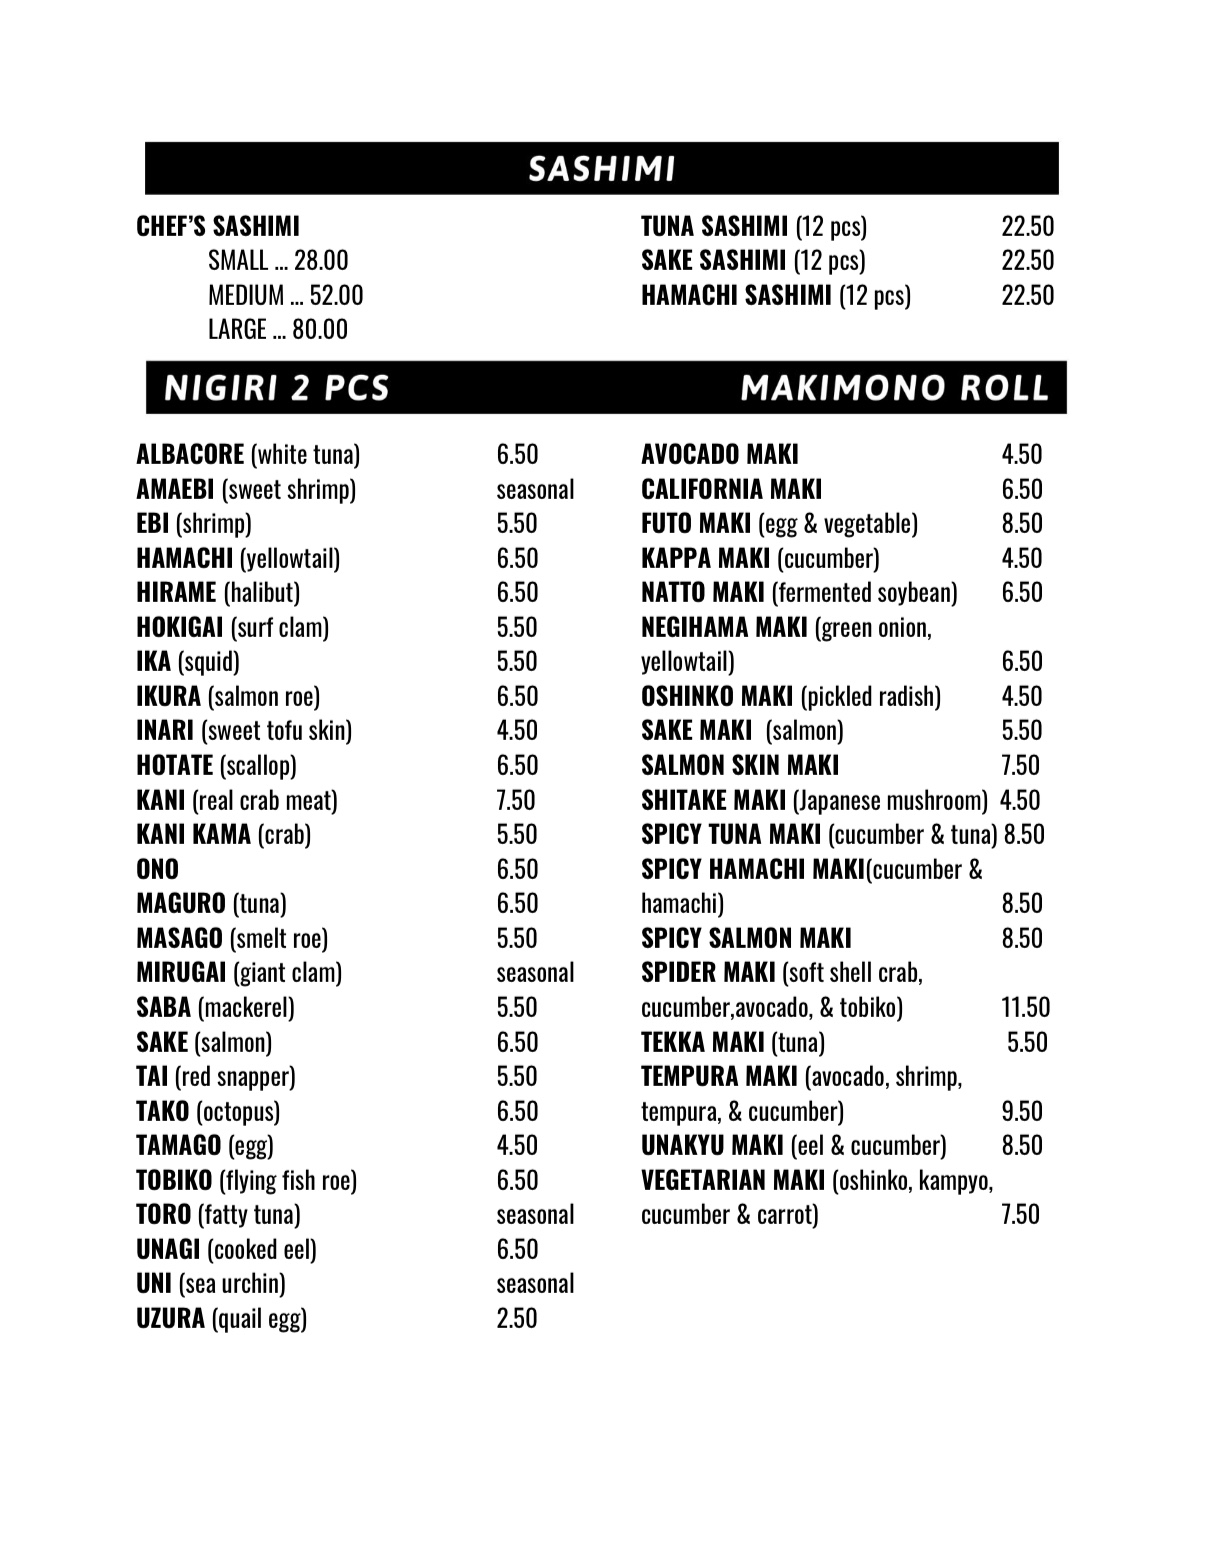 SASHIMI
CHEF'S SASHIMI
SMALL ... 28.00
MEDIUM ... 52.00
LARGE ... 80.00
TUNA SASHIMI (12 pcs) 22.50
SAKE SASHIMI (12 pcs) 22.50
HAMACHI SASHIMI (12 pcs) 22.50
NIGIRI 2 PCS
ALBACORE (white tuna) 6.50
AMAEBI (sweet shrimp) seasonal
EBI (shrimp) 5.50
HAMACHI (yellowtail) 6.50
HIRAME (halibut) 6.50
HOKIGAI (surf clam) 5.50
IKA (squid) 5.50
IKURA (salmon roe) 6.50
INARI (sweet tofu skin) 4.50
HOTATE (scallop) 6.50
KANI (real crab meat) 7.50
KANI KAMA (crab) 5.50
ONO 6.50
MAGURO (tuna) 6.50
MASAGO (smelt roe) 5.50
MIRUGAI (giant clam) seasonal
SABA (mackerel) 5.50
SAKE (salmon) 6.50
TAI (red snapper) 5.50
TAKO (octopus) 6.50
TAMAGO (egg) 4.50
TOBIKO (flying fish roe) 6.50
TORO (fatty tuna) seasonal
UNAGI (cooked eel) 6.50
UNI (sea urchin) seasonal
UZURA (quail egg) 2.50
MAKIMONO ROLL
AVOCADO MAKI 4.50
CALIFORNIA MAKI 6.50
FUTO MAKI (egg & vegetable) 8.50
KAPPA MAKI (cucumber) 4.50
NATTO MAKI (fermented soybean) 6.50
NEGIHAMA MAKI (green onion,
yellowtail) 6.50
OSHINKO MAKI (pickled radish) 4.50
SAKE MAKI (salmon) 5.50
SALMON SKIN MAKI 7.50
SHITAKE MAKI (Japanese mushroom) 4.50
SPICY TUNA MAKI (cucumber & tuna) 8.50
SPICY HAMACHI MAKI(cucumber &
hamachi) 8.50
SPICY SALMON MAKI 8.50
SPIDER MAKI (soft shell crab,
cucumber,avocado, & tobiko) 11.50
TEKKA MAKI (tuna) 5.50
TEMPURA MAKI (avocado, shrimp,
tempura, & cucumber) 9.50
UNAKYU MAKI (eel & cucumber) 8.50
VEGETARIAN MAKI (oshinko, kampyo,
cucumber & carrot) 7.50